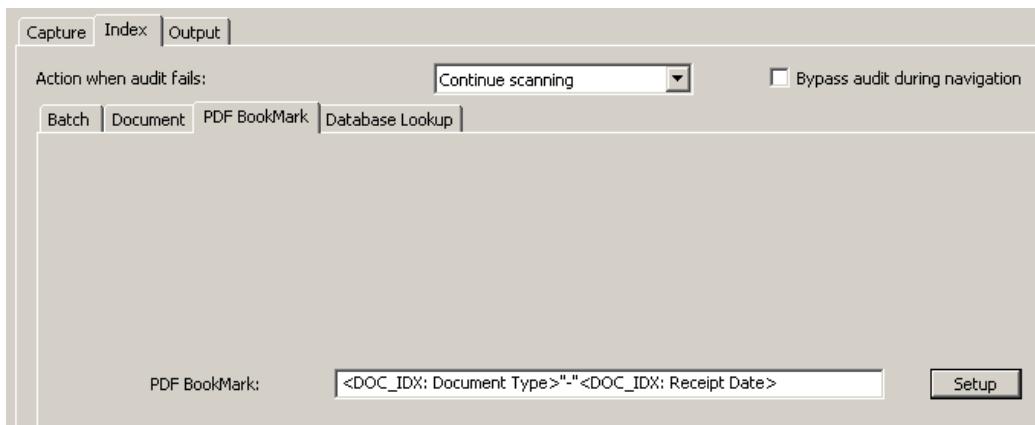 Capture Index Output
Action when audit fails: Continue scanning Bypass audit during navigation
Batch Document PDF BookMark Database Lookup
PDF BookMark: <DOC_IDX: Document Type>"-"<DOC_IDX: Receipt Date> Setup